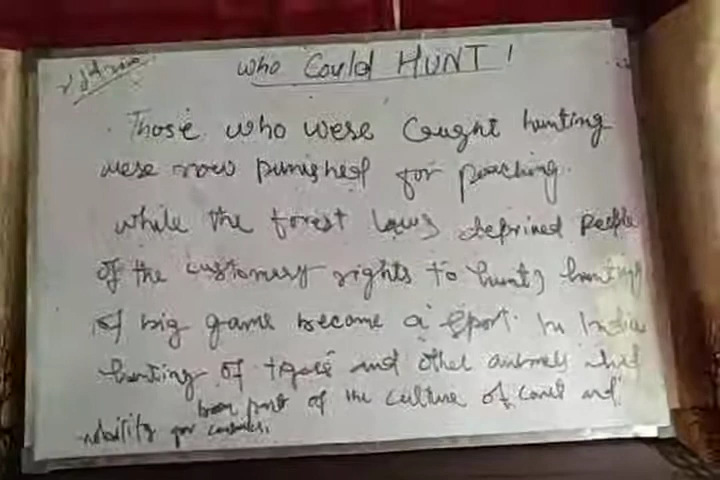 Who Could HUNT!
Those who were Caught hunting
were now punished for poaching.
while the forest laws deprived people
of the customary rights to hunt, hunting
of big game became a sport. In India
hunting of tigers and other animals had
been part of the culture of court and
nobility for centuries.